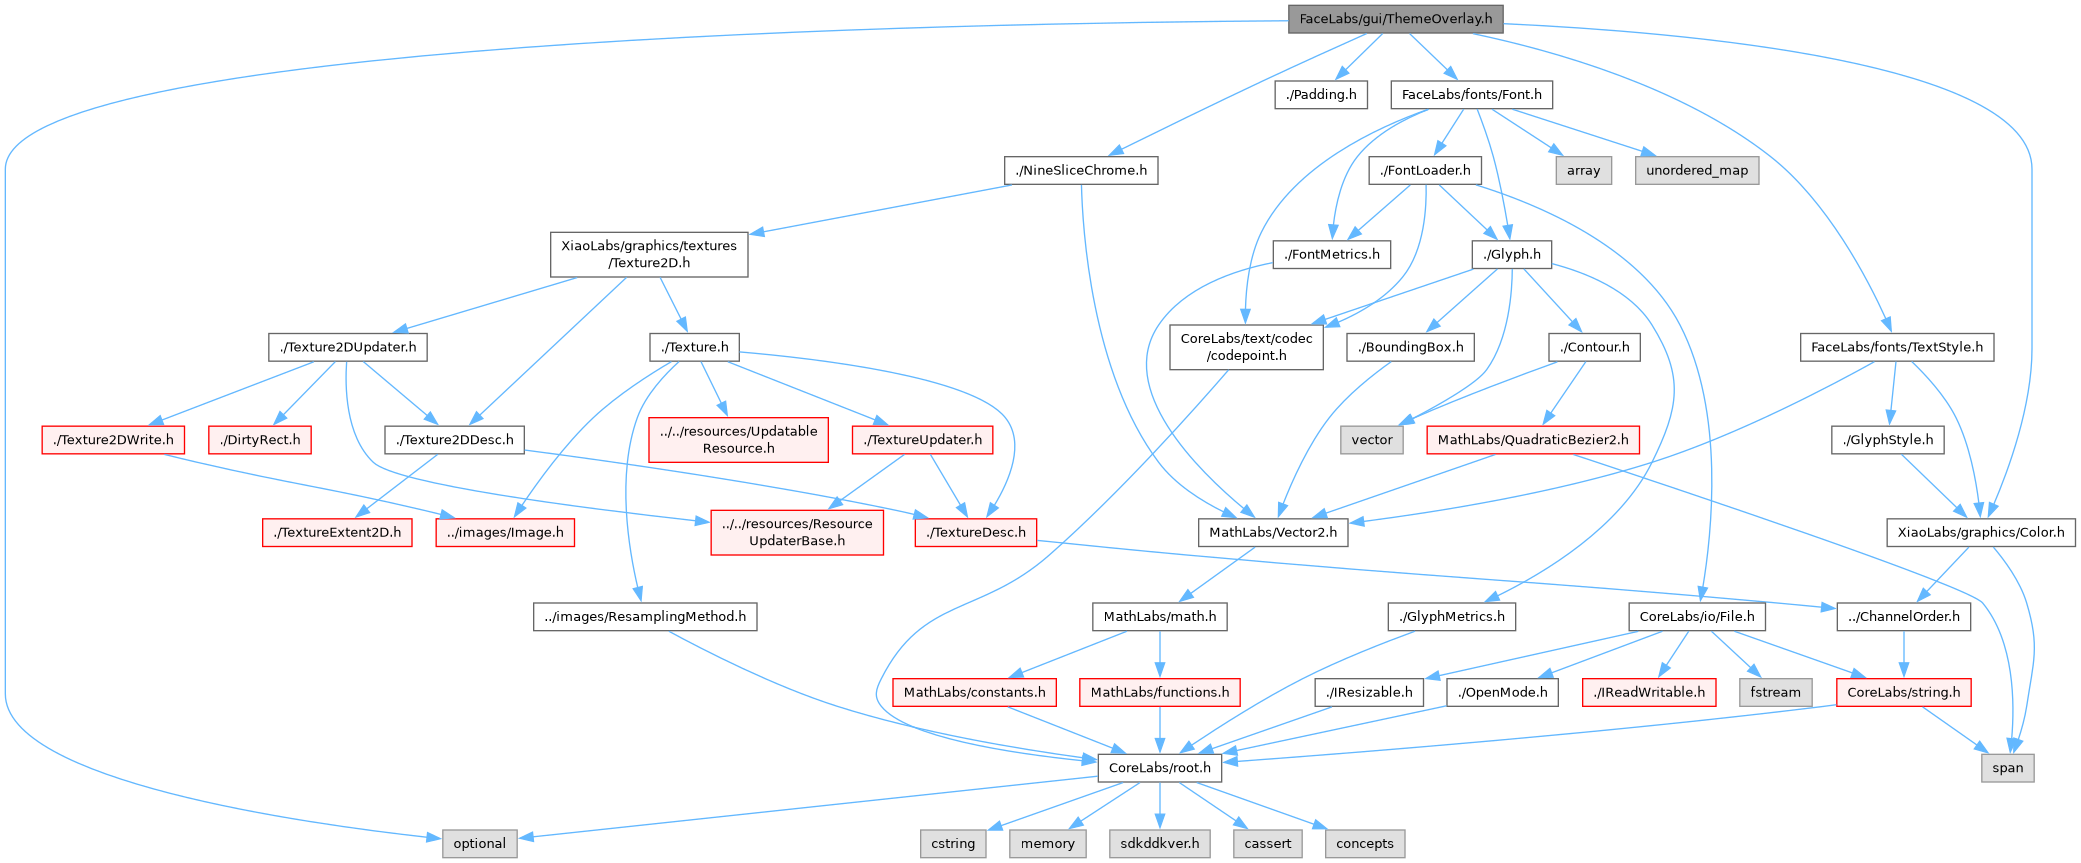 FaceLabs/gui/ThemeOverlay.h
./Padding.h
FaceLabs/fonts/Font.h
./NineSliceChrome.h
./FontLoader.h
array
unordered_map
XiaoLabs/graphics/textures
/Texture2D.h
./FontMetrics.h
./Glyph.h
./Texture2DUpdater.h
./Texture.h
CoreLabs/text/codec
/codepoint.h
./BoundingBox.h
./Contour.h
FaceLabs/fonts/TextStyle.h
./Texture2DWrite.h
./DirtyRect.h
./Texture2DDesc.h
../../resources/Updatable
Resource.h
./TextureUpdater.h
vector
MathLabs/QuadraticBezier2.h
./GlyphStyle.h
./TextureExtent2D.h
../images/Image.h
../../resources/Resource
UpdaterBase.h
./TextureDesc.h
MathLabs/Vector2.h
XiaoLabs/graphics/Color.h
../images/ResamplingMethod.h
MathLabs/math.h
./GlyphMetrics.h
CoreLabs/io/File.h
../ChannelOrder.h
MathLabs/constants.h
MathLabs/functions.h
./IResizable.h
./OpenMode.h
./IReadWritable.h
fstream
CoreLabs/string.h
CoreLabs/root.h
span
optional
cstring
memory
sdkddkver.h
cassert
concepts